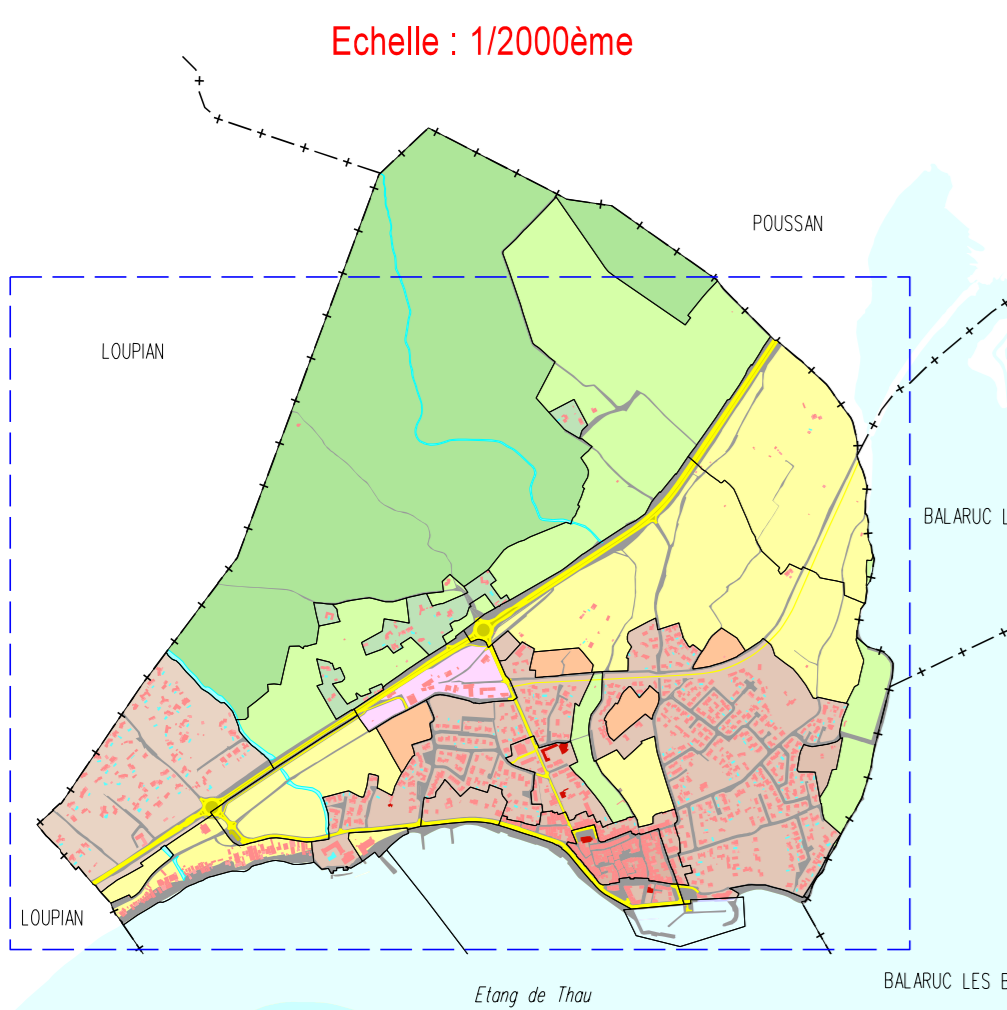 Echelle : 1/2000ème
POUSSAN
LOUPIAN
BALARUC L
LOUPIAN
BALARUC LES B
Etang de Thau